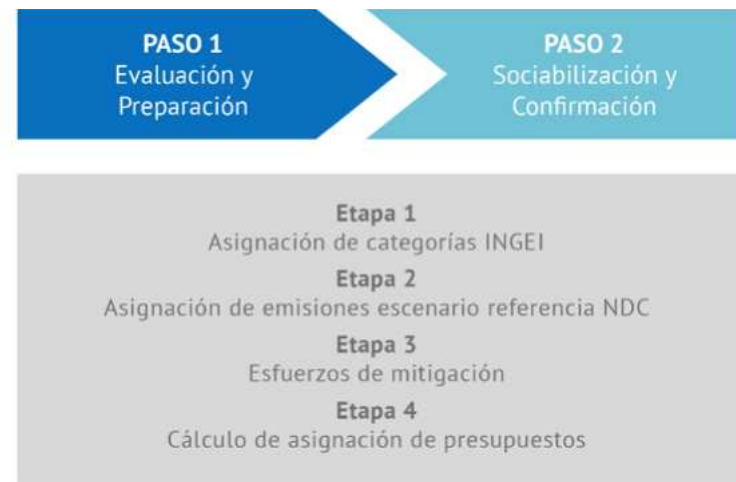 PASO 1
Evaluación y
Preparación
PASO 2
Sociabilización y
Confirmación
Etapa 1
Asignación de categorías INGEI
Etapa 2
Asignación de emisiones escenario referencia NDC
Etapa 3
Esfuerzos de mitigación
Etapa 4
Cálculo de asignación de presupuestos